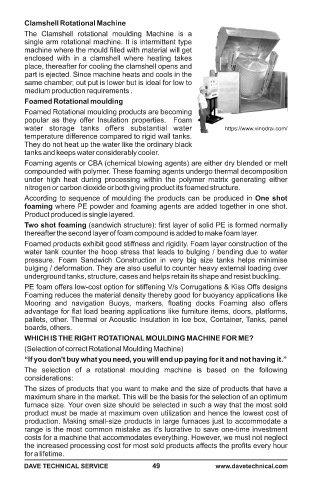 Clamshell Rotational Machine
The Clamshell rotational moulding Machine is a
single arm rotational machine. It is intermittent type
machine where the mould filled with material will get
enclosed with in a clamshell where heating takes
place, thereafter for cooling the clamshell opens and
part is ejected. Since machine heats and cools in the
same chamber, out put is lower but is ideal for low to
medium production requirements .
Foamed Rotational moulding
Foamed Rotational moulding products are becoming
popular as they offer Insulation properties. Foam
water storage tanks offers substantial water
https://www.vinodrai.com/
temperature difference compared to rigid wall tanks.
They do not heat up the water like the ordinary black
tanks and keeps water considerably cooler.
Foaming agents or CBA (chemical blowing agents) are either dry blended or melt
compounded with polymer. These foaming agents undergo thermal decomposition
under high heat during processing within the polymer matrix generating either
nitrogen or carbon dioxide or both giving product its foamed structure.
According to sequence of moulding the products can be produced in One shot
foaming where PE powder and foaming agents are added together in one shot.
Product produced is single layered.
Two shot foaming (sandwich structure): first layer of solid PE is formed normally
thereafter the second layer of foam compound is added to make foam layer.
Foamed products exhibit good stiffness and rigidity. Foam layer construction of the
water tank counter the hoop stress that leads to bulging / bending due to water
pressure. Foam Sandwich Construction in very big size tanks helps minimise
bulging / deformation. They are also useful to counter heavy external loading over
underground tanks, structure, cases and helps retain its shape and resist buckling.
PE foam offers low-cost option for stiffening V/s Corrugations & Kiss Offs designs
Foaming reduces the material density thereby good for buoyancy applications like
Mooring and navigation Buoys, markers, floating docks Foaming also offers
advantage for flat load bearing applications like furniture items, doors, platforms,
pallets, other. Thermal or Acoustic Insulation in Ice box, Container, Tanks, panel
boards, others.
WHICH IS THE RIGHT ROTATIONAL MOULDING MACHINE FOR ME?
(Selection of correct Rotational Moulding Machine)
“If you don’t buy what you need, you will end up paying for it and not having it.”
The selection of a rotational moulding machine is based on the following
considerations:
The sizes of products that you want to make and the size of products that have a
maximum share in the market. This will be the basis for the selection of an optimum
furnace size. Your oven size should be selected in such a way that the most sold
product must be made at maximum oven utilization and hence the lowest cost of
production. Making small-size products in large furnaces just to accommodate a
range is the most common mistake as it's lucrative to save one-time investment
costs for a machine that accommodates everything. However, we must not neglect
the increased processing cost for most sold products affects the profits every hour
for a lifetime.
DAVE TECHNICAL SERVICE 49 www.davetechnical.com